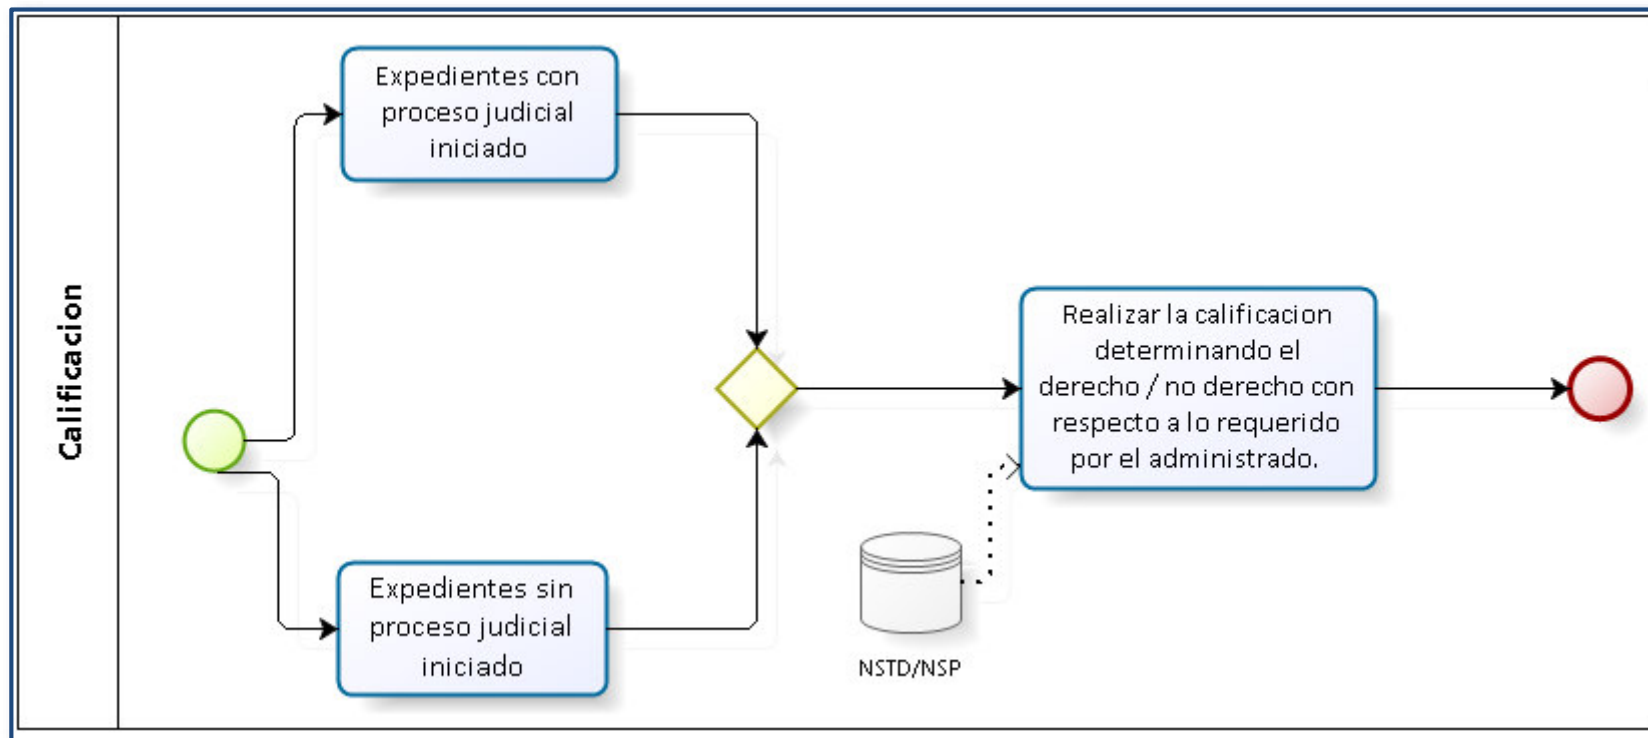 Calificacion
Expedientes con
proceso judicial
iniciado
Expedientes sin
proceso judicial
iniciado
Realizar la calificacion
determinando el
derecho / no derecho con
respecto a lo requerido
por el administrado.
NSTD/NSP